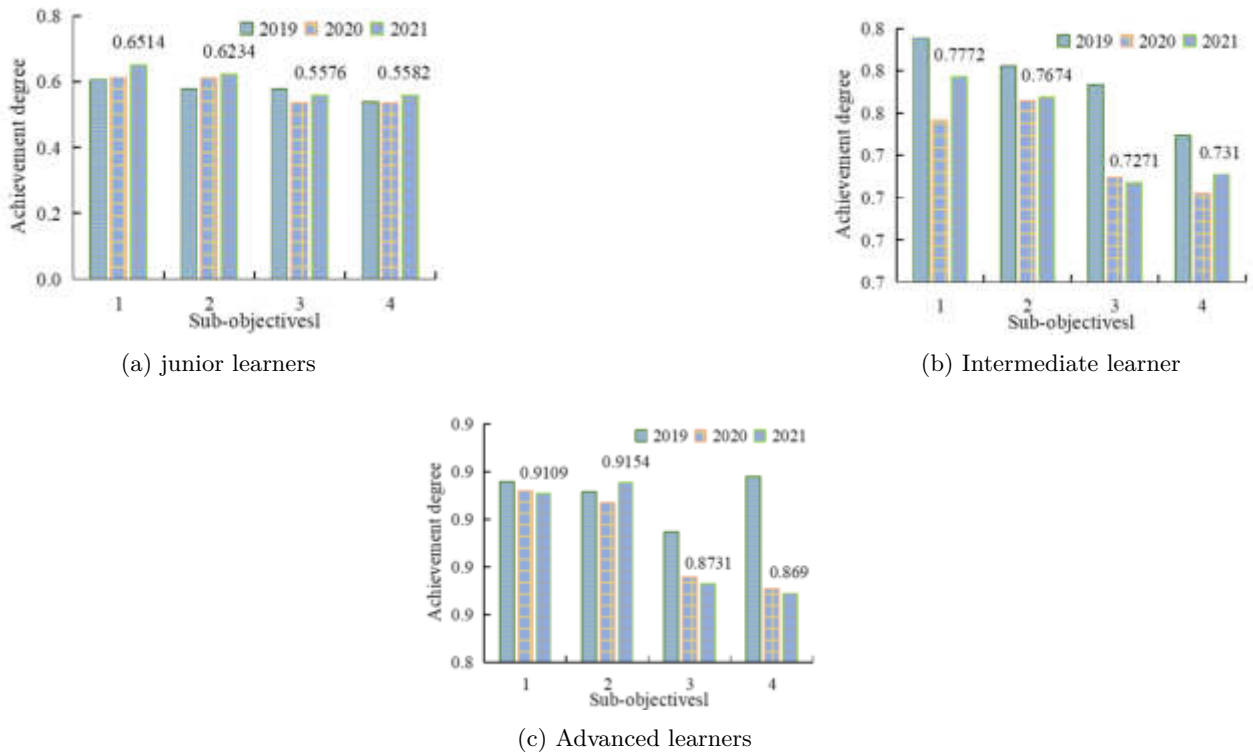 0.8
0.6
0.4
0.2
0.0
Achievement degree
2019 2020 2021
0.6514
0.6234
0.5576
0.5582
1 2 3 4
Sub-objectivesl
(a) junior learners
0.8
0.8
0.8
0.7
0.7
0.7
0.7
Achievement degree
2019 2020 2021
0.7772
0.7674
0.7271
0.731
1 2 3 4
Sub-objectivesl
(b) Intermediate learner
0.9
0.9
0.9
0.9
0.9
0.8
Achievement degree
2019 2020 2021
0.9109
0.9154
0.8731
0.869
1 2 3 4
Sub-objectivesl
(c) Advanced learners